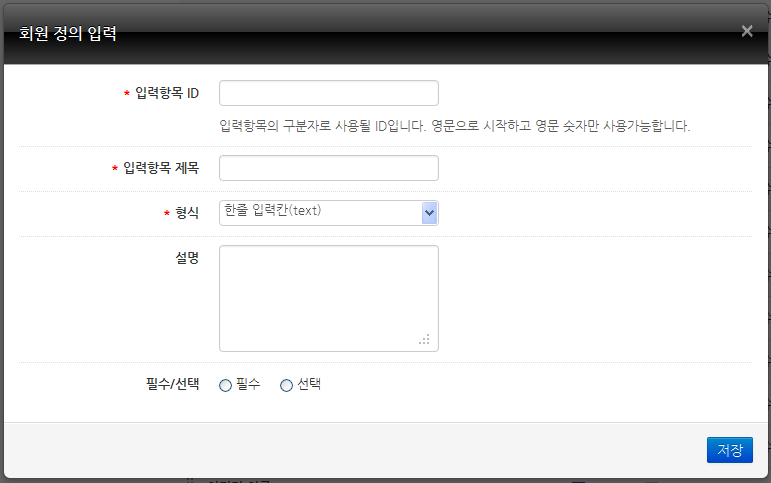 회원 정의 입력
×
* 입력항목 ID
입력항목의 구분자로 사용될 ID입니다. 영문으로 시작하고 영문 숫자만 사용가능합니다.
* 입력항목 제목
* 형식 한줄 입력칸(text)
설명
필수/선택 필수 선택
저장